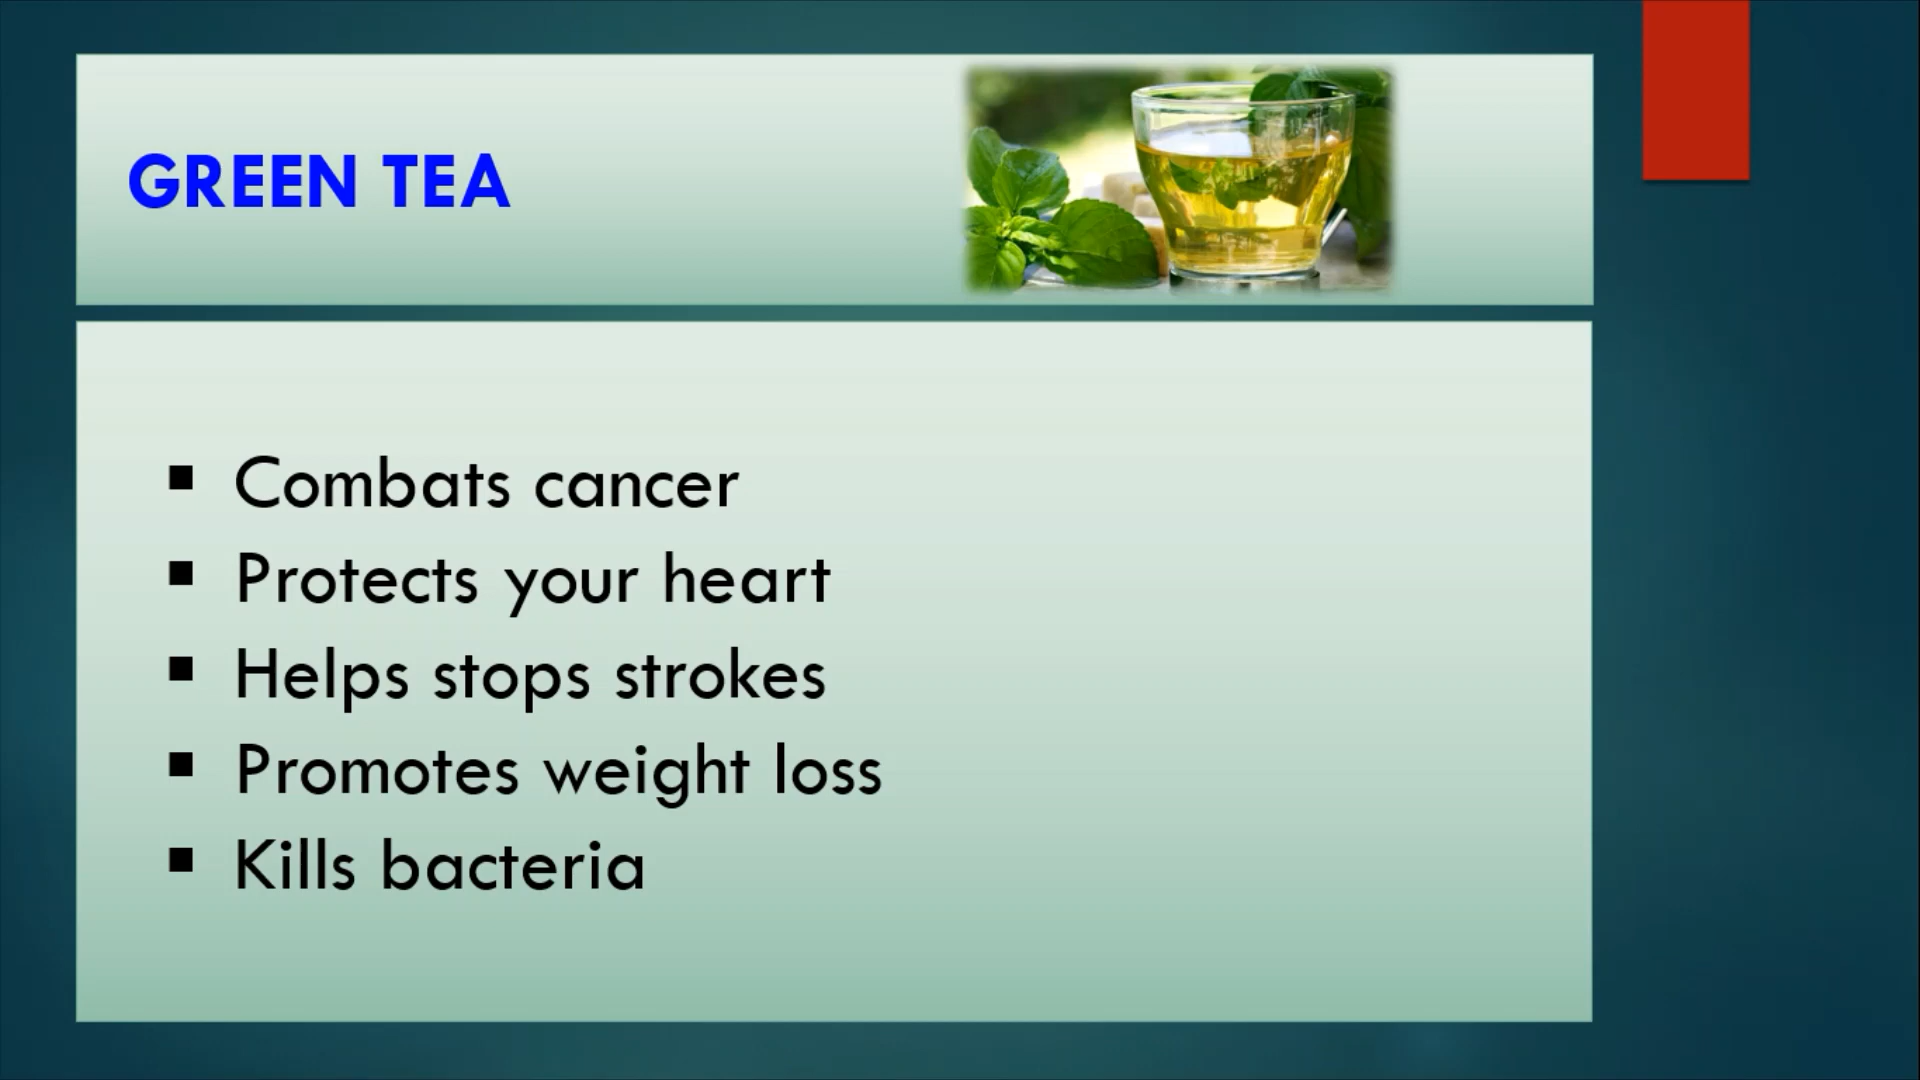 GREEN TEA
Combats cancer
Protects your heart
Helps stops strokes
Promotes weight loss
Kills bacteria